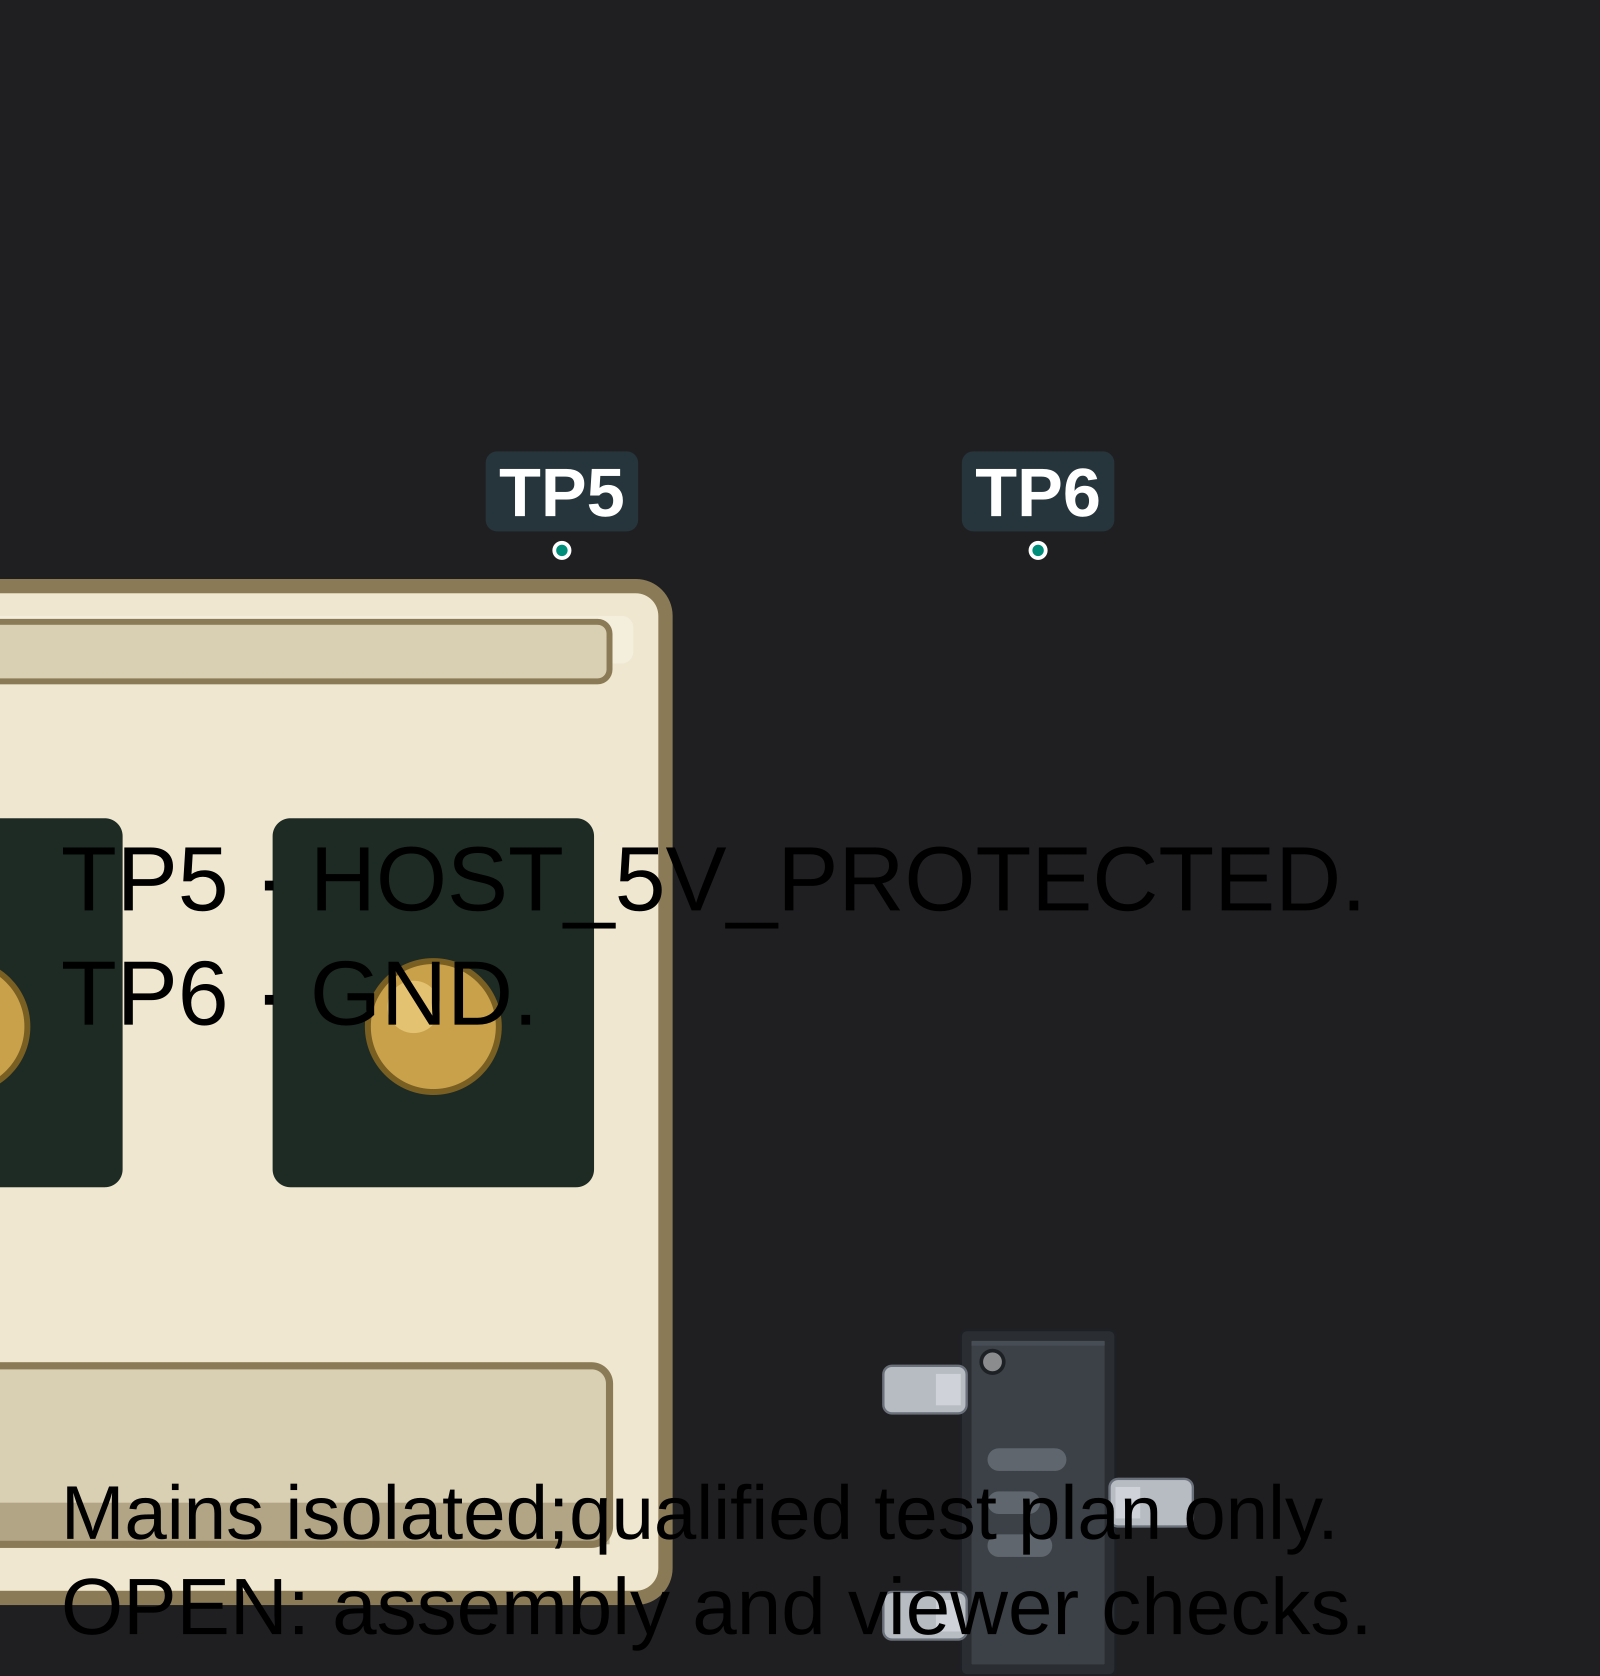 TP5 TP6
TP5 · HOST_5V_PROTECTED.
TP6 · GND.
Mains isolated;qualified test plan only.
OPEN: assembly and viewer checks.